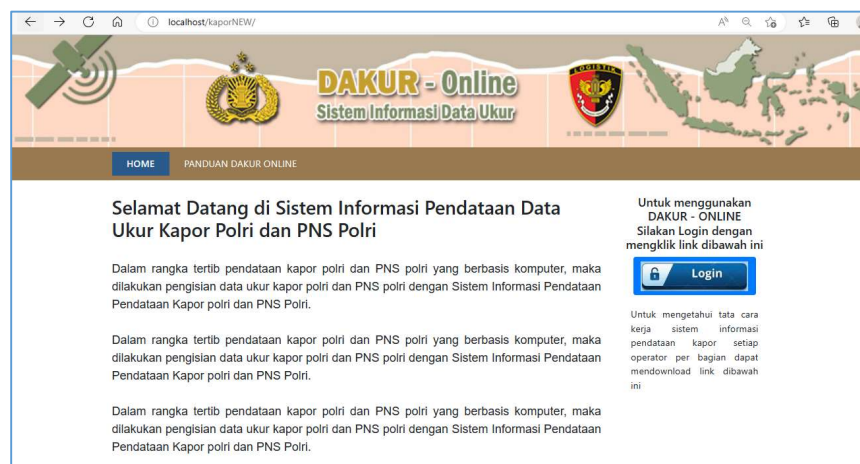 localhost/kaporNEW/
DAKUR - Online
Sistem Informasi Data Ukur
LOGISTIK
HOME PANDUAN DAKUR ONLINE
Selamat Datang di Sistem Informasi Pendataan Data
Ukur Kapor Polri dan PNS Polri
Dalam rangka tertib pendataan kapor polri dan PNS polri yang berbasis komputer, maka
dilakukan pengisian data ukur kapor polri dan PNS polri dengan Sistem Informasi Pendataan
Pendataan Kapor polri dan PNS Polri.
Dalam rangka tertib pendataan kapor polri dan PNS polri yang berbasis komputer, maka
dilakukan pengisian data ukur kapor polri dan PNS polri dengan Sistem Informasi Pendataan
Pendataan Kapor polri dan PNS Polri.
Dalam rangka tertib pendataan kapor polri dan PNS polri yang berbasis komputer, maka
dilakukan pengisian data ukur kapor polri dan PNS polri dengan Sistem Informasi Pendataan
Pendataan Kapor polri dan PNS Polri.
Untuk menggunakan
DAKUR - ONLINE
Silakan Login dengan
mengklik link dibawah ini
Login
Untuk mengetahui tata cara
kerja sistem informasi
pendataan kapor setiap
operator per bagian dapat
mendownload link dibawah
ini